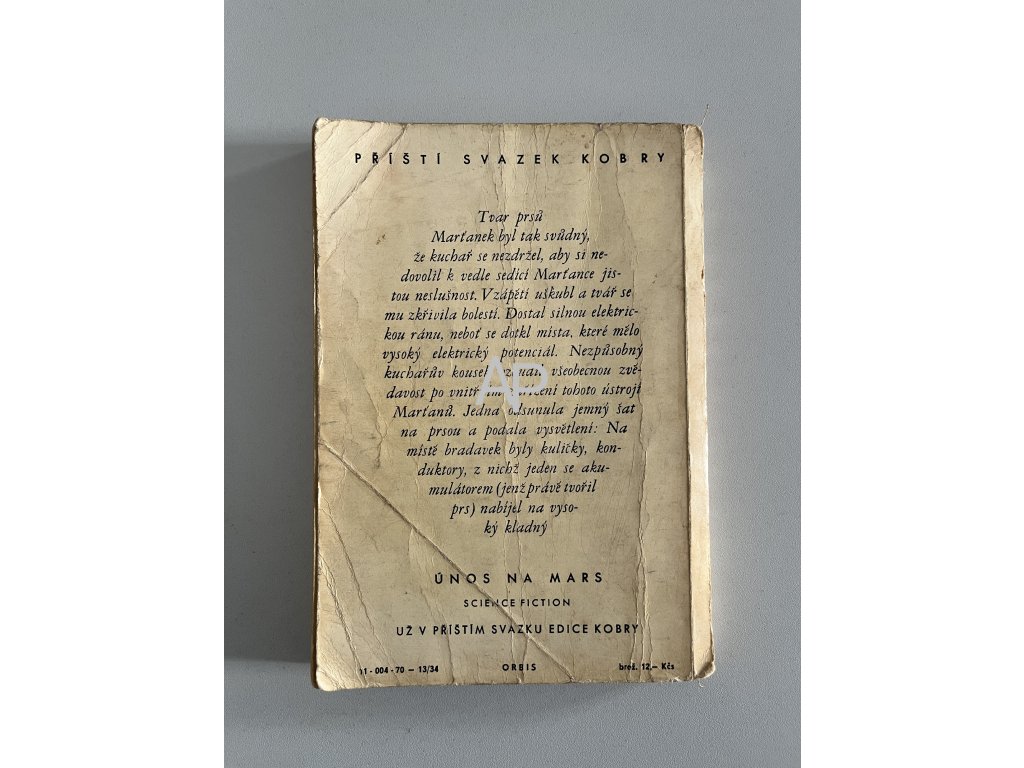 PŘÍŠTÍ SVAZEK KOBRY
Tvar prsů
Marťanek byl tak svůdný,
že kuchař se nezdržel, aby si ne-
dovolil k vedle sedící Marťance jis-
tou neslušnost. Vzápětí uškubl a tvář se
mu zkřivila bolestí. Dostal silnou elektric-
kou ránu, neboť se dotkl místa, které mělo
vysoký elektrický potenciál. Nezpůsobný
kuchařův kousek vzbudil všeobecnou zvě-
davost po vnitřním zařízení tohoto ústrojí
Marťanů. Jedna odsunula jemný šat
na prsou a podala vysvětlení: Na
místě bradavek byly kuličky, kon-
duktory, z nichž jeden se aku-
mulátorem (jenž právě tvořil
prs) nabíjel na vyso-
ký kladný
ÚNOS NA MARS
SCIENCE FICTION
UŽ V PŘÍŠTÍM SVAZKU EDICE KOBRY
11-004-70 — 13/34
ORBIS
brož. 12,— Kčs
AP